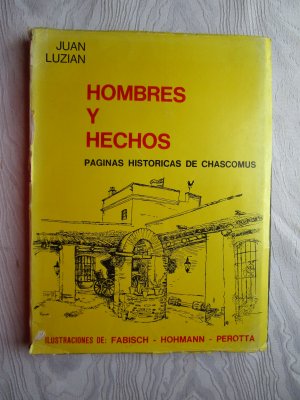 JUAN
LUZIAN
HOMBRES
Y
HECHOS
PAGINAS HISTORICAS DE CHASCOMUS
ILUSTRACIONES DE: FABISCH - HOHMANN - PEROTTA